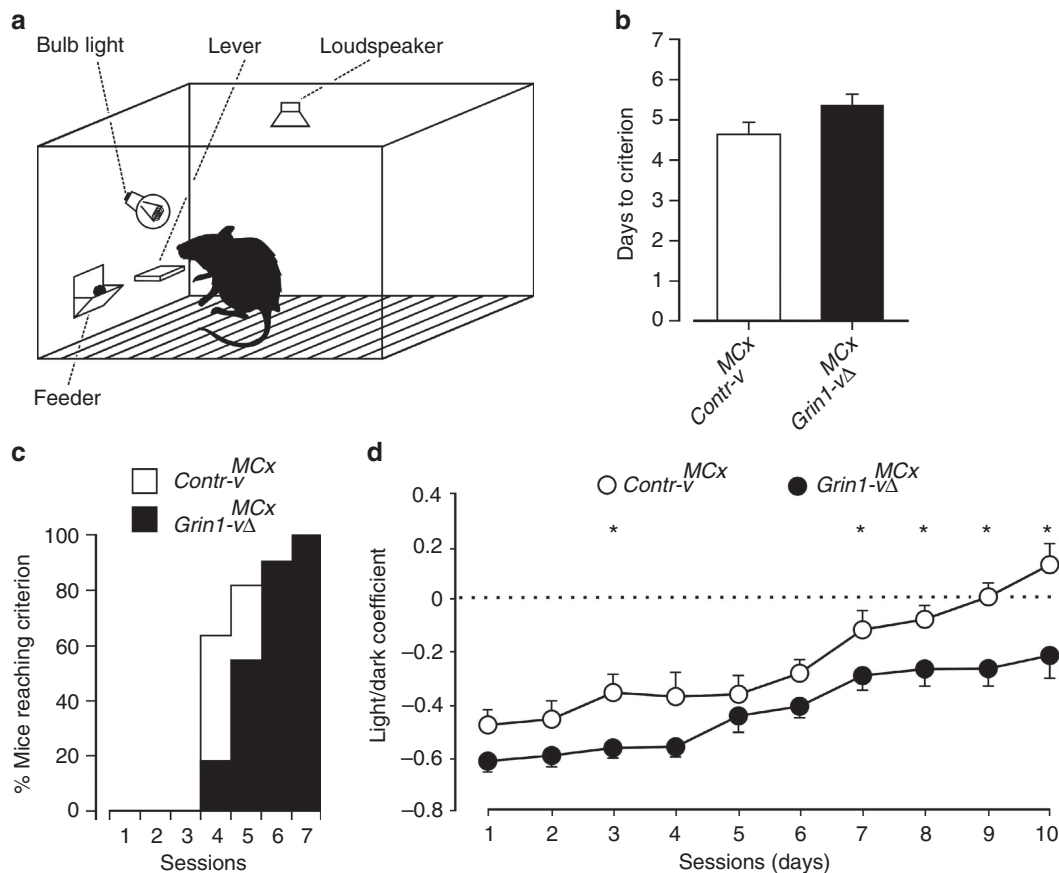 a
Bulb light
Lever
Loudspeaker
Feeder
b
Days to criterion
7
6
5
4
3
2
1
0
Contr-v MCx
Grin1-vΔ MCx
c
Contr-v MCx
Grin1-vΔ MCx
% Mice reaching criterion
100
80
60
40
20
0
1 2 3 4 5 6 7
Sessions
d
Contr-v MCx
Grin1-vΔ MCx
Light/dark coefficient
0.4
0.2
0
−0.2
−0.4
−0.6
−0.8
* * * * *
1 2 3 4 5 6 7 8 9 10
Sessions (days)